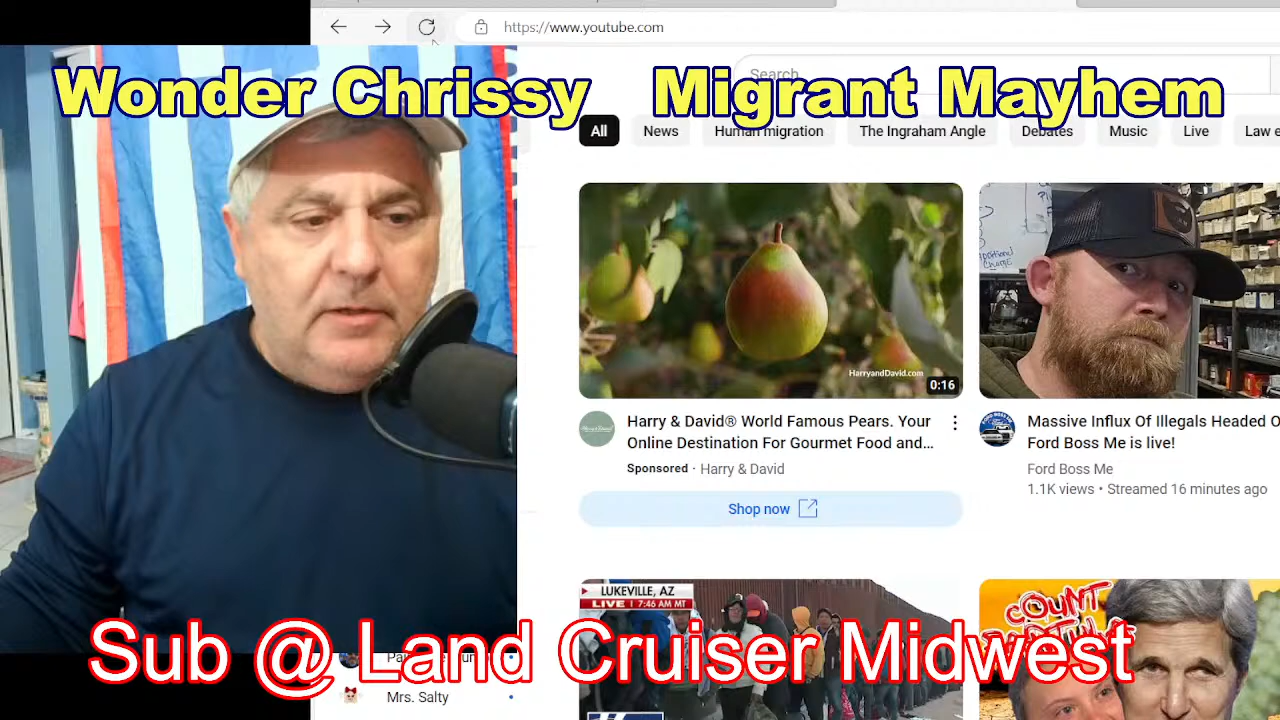 https://www.youtube.com
Search
Wonder Chrissy Migrant Mayhem
All News Human migration The Ingraham Angle Debates Music Live Law
HarryandDavid.com
0:16
Harry & David® World Famous Pears. Your
Online Destination For Gourmet Food and...
Sponsored · Harry & David
Shop now
Massive Influx Of Illegals Headed
Ford Boss Me is live!
Ford Boss Me
1.1K views • Streamed 16 minutes ago
LUKEVILLE, AZ
LIVE 7:46 AM MT
COUNT
Sub @ Land Cruiser Midwest
Mrs. Salty